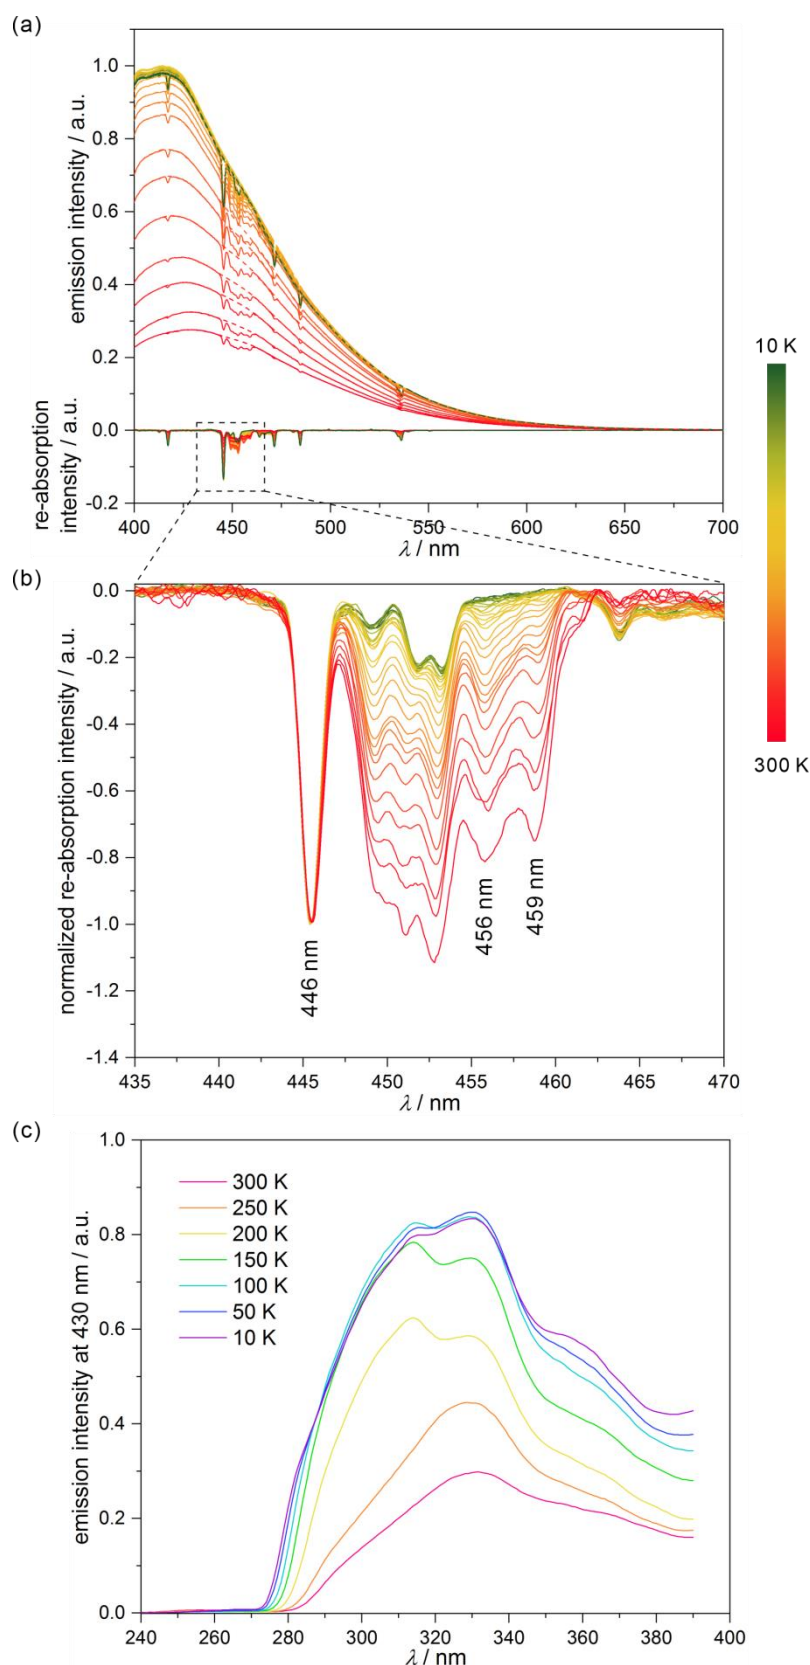 (a)
emission intensity / a.u.
re-absorption
intensity / a.u.
1.0
0.8
0.6
0.4
0.2
0.0
-0.2
400 450 500 550 600 650 700
λ / nm
10 K
300 K
(b)
normalized re-absorption intensity / a.u.
0.0
-0.2
-0.4
-0.6
-0.8
-1.0
-1.2
-1.4
446 nm
456 nm
459 nm
435 440 445 450 455 460 465 470
λ / nm
(c)
emission intensity at 430 nm / a.u.
1.0
0.8
0.6
0.4
0.2
0.0
300 K
250 K
200 K
150 K
100 K
50 K
10 K
240 260 280 300 320 340 360 380 400
λ / nm